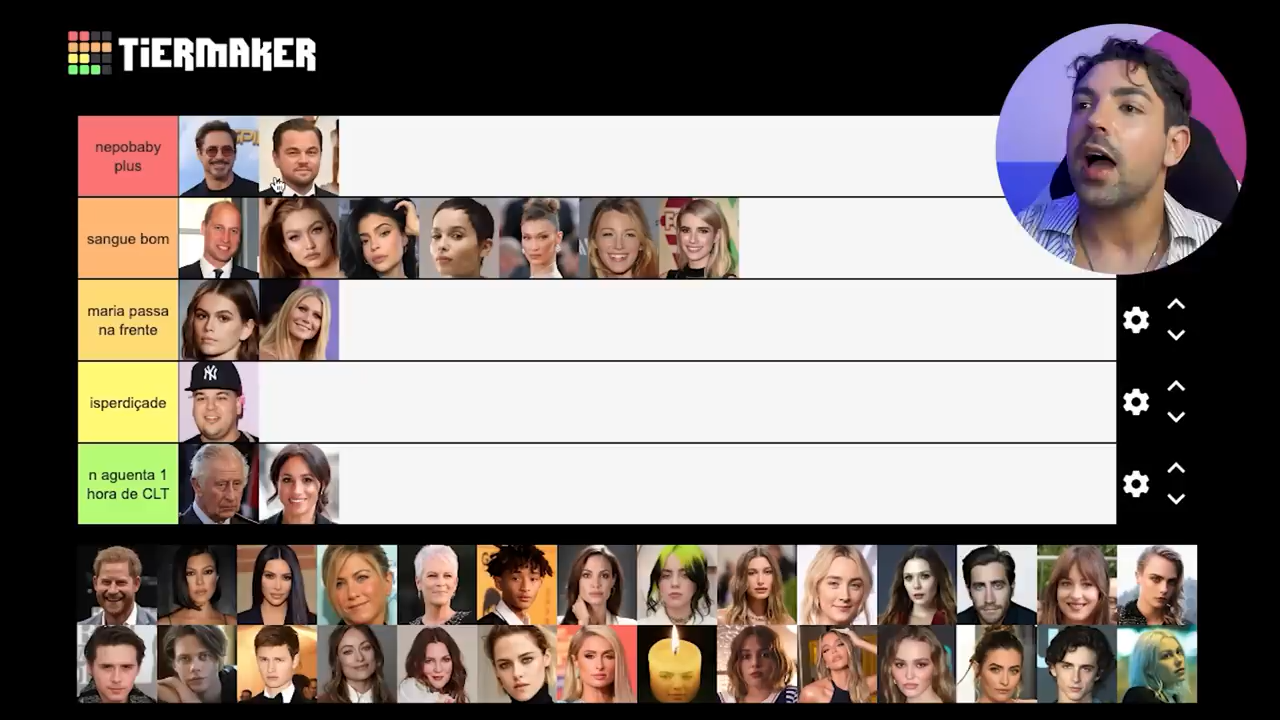 TiERMAKER
nepobaby
plus
sangue bom
maria passa
na frente
isperdiçade
n aguenta 1
hora de CLT